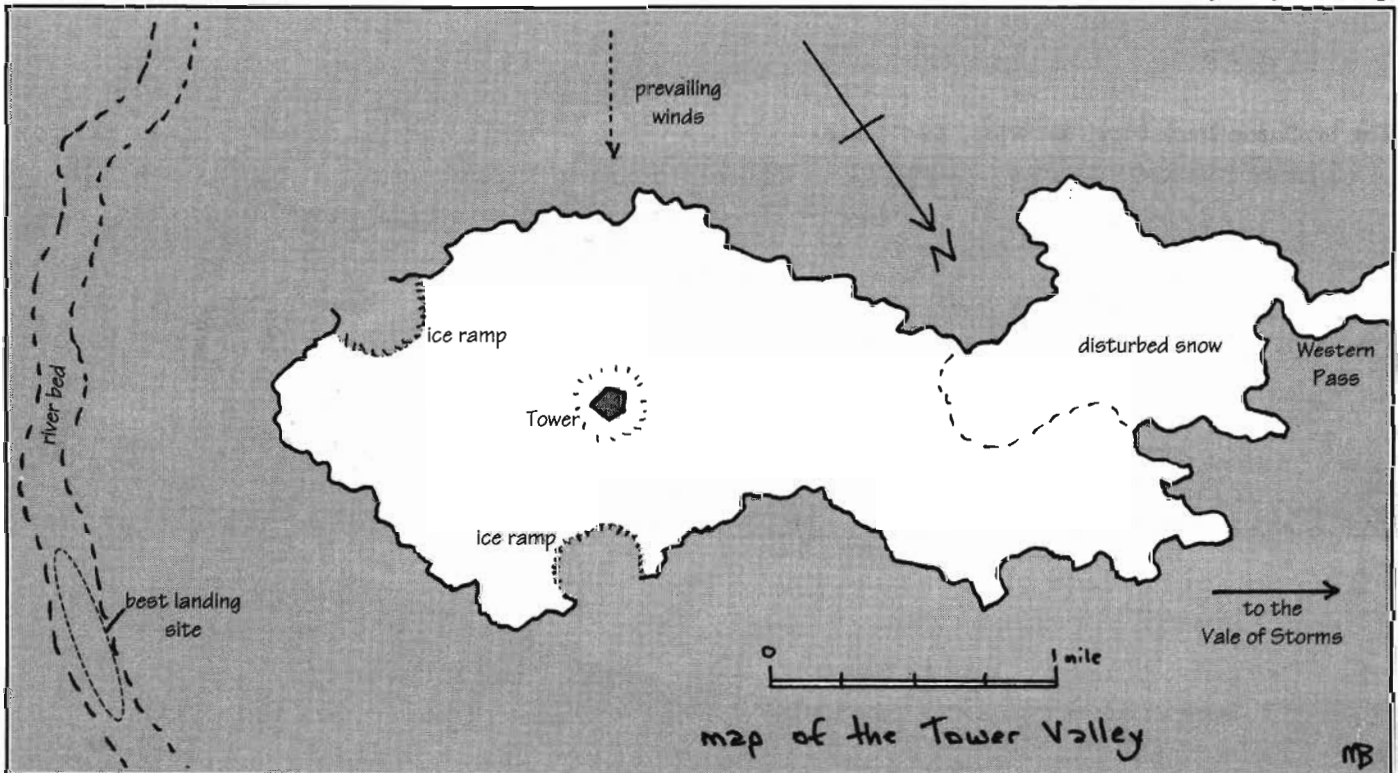 prevailing
winds
N
ice ramp
disturbed snow
Western
Pass
river bed
Tower
ice ramp
best landing
site
to the
Vale of Storms
0
1 mile
map of the Tower Valley
MB